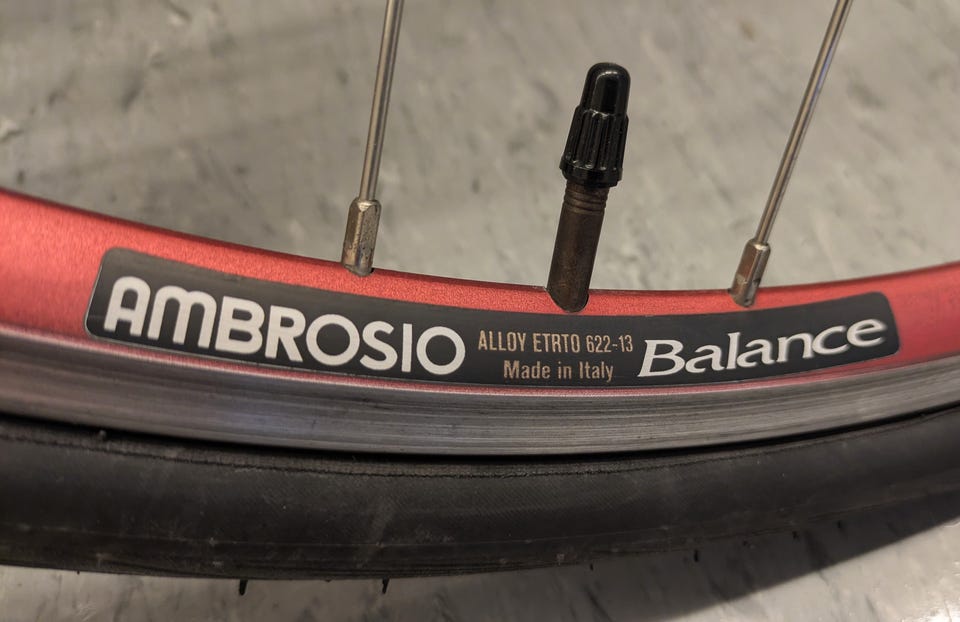 AMBROSIO
ALLOY ETRTO 622-13
Made in Italy
Balance